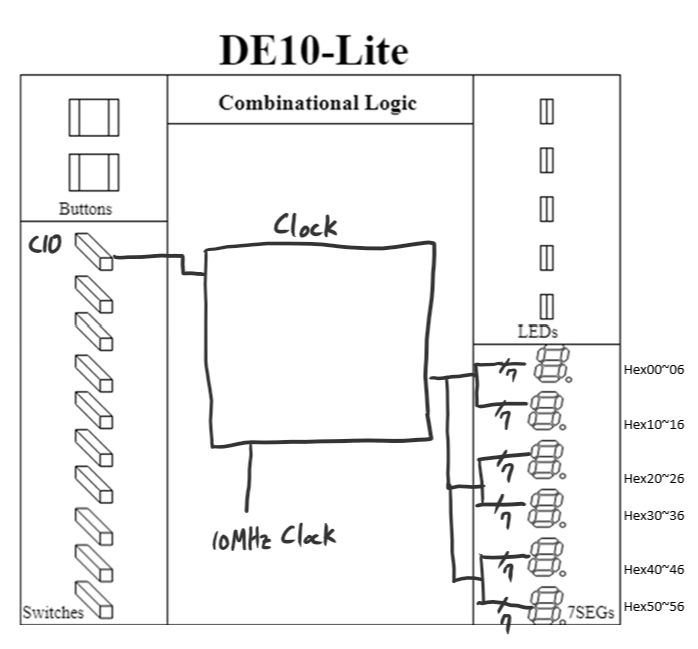 DE10-Lite
Combinational Logic
Buttons
Clock
C10
LEDs
7 Hex00~06
7 Hex10~16
7 Hex20~26
7 Hex30~36
10MHz Clock
7 Hex40~46
7 Hex50~56
Switches
7SEGs